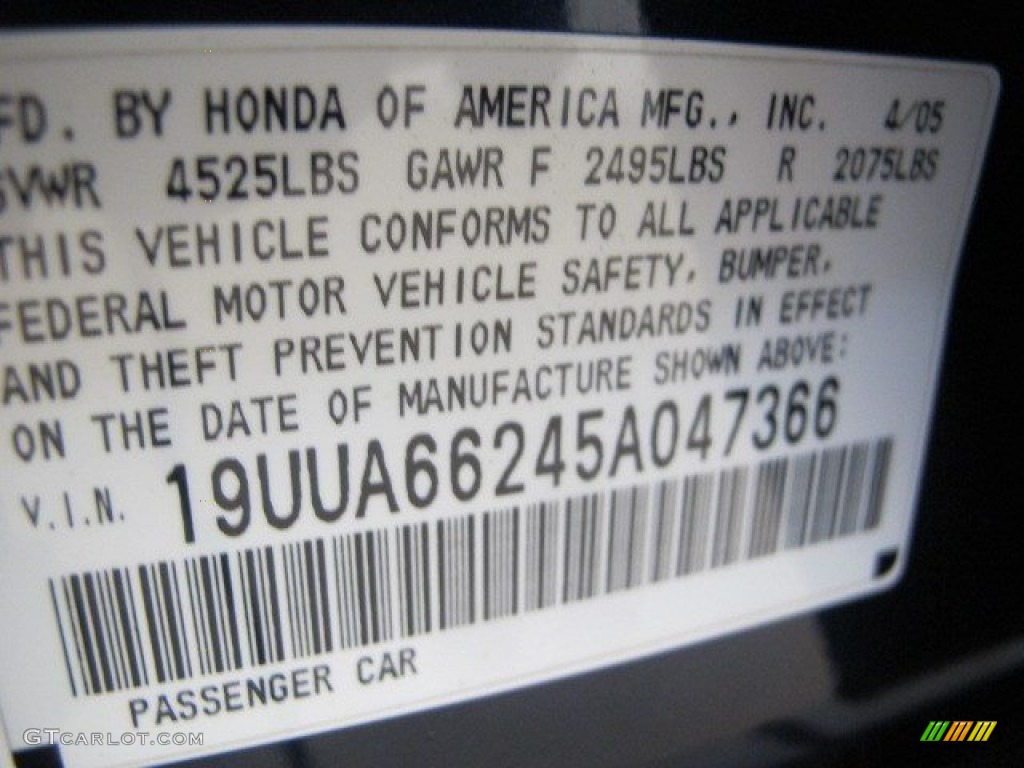 FD. BY HONDA OF AMERICA MFG., INC. 4/05
GVWR 4525LBS GAWR F 2495LBS R 2075LBS
THIS VEHICLE CONFORMS TO ALL APPLICABLE
FEDERAL MOTOR VEHICLE SAFETY, BUMPER,
AND THEFT PREVENTION STANDARDS IN EFFECT
ON THE DATE OF MANUFACTURE SHOWN ABOVE:
V.I.N. 19UUA66245A047366
PASSENGER CAR
GTCARLOT.COM